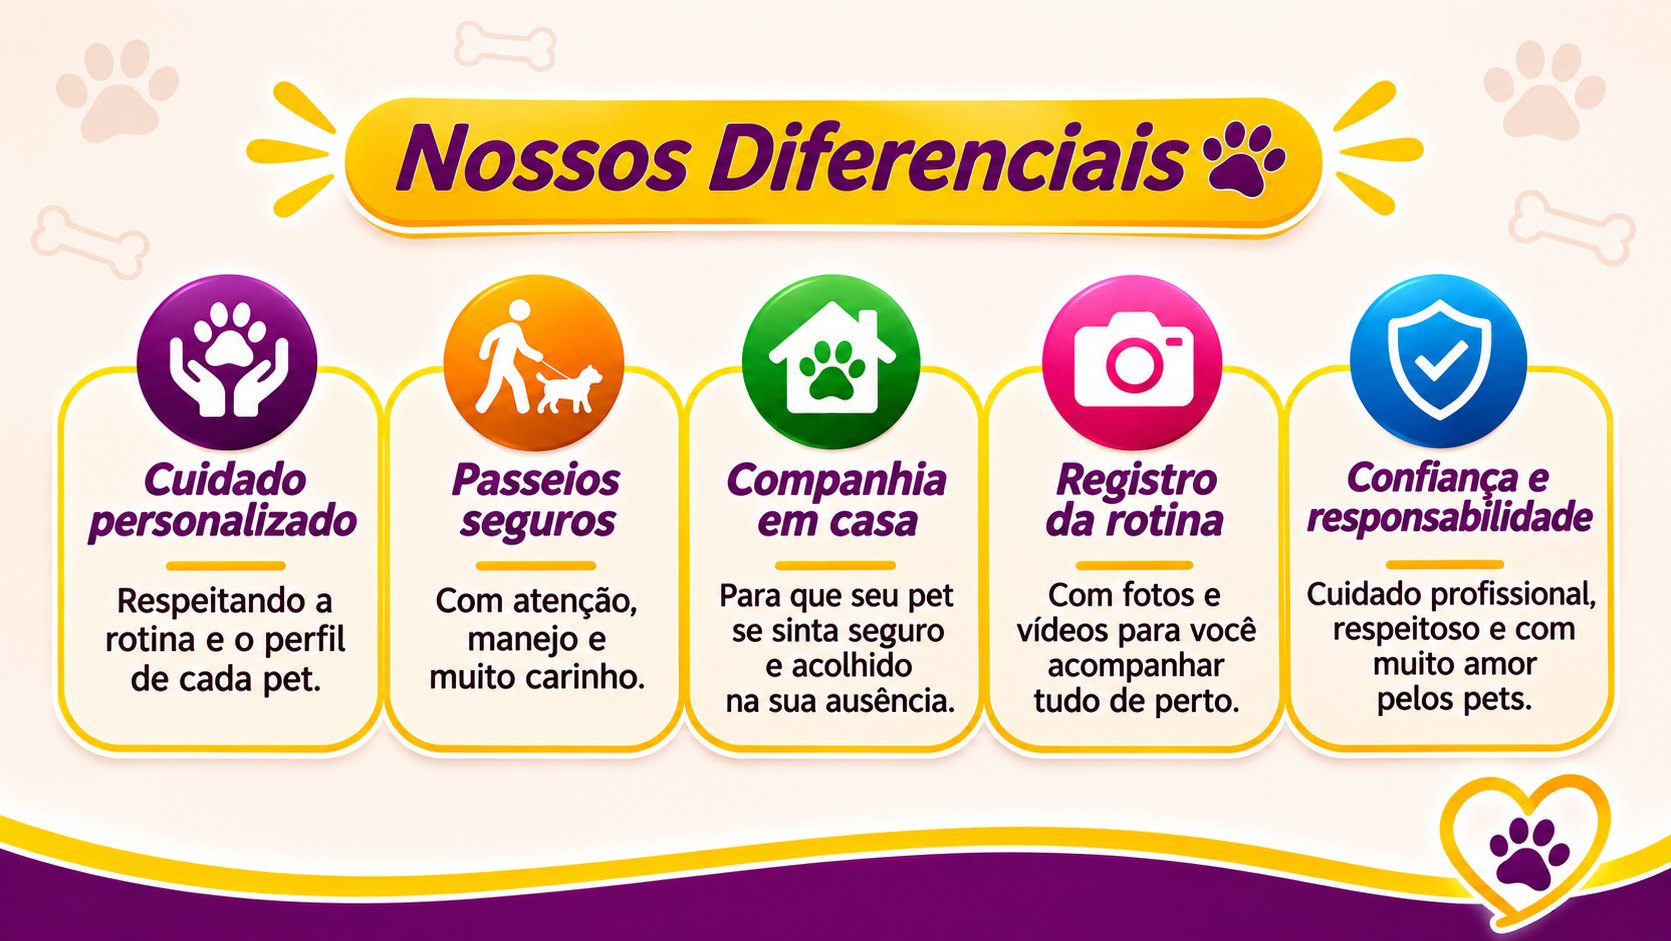 Nossos Diferenciais
Cuidado
personalizado
Respeitando a
rotina e o perfil
de cada pet.
Passeios
seguros
Com atenção,
manejo e
muito carinho.
Companhia
em casa
Para que seu pet
se sinta seguro
e acolhido
na sua ausência.
Registro
da rotina
Com fotos e
vídeos para você
acompanhar
tudo de perto.
Confiança e
responsabilidade
Cuidado profissional,
respeitoso e com
muito amor
pelos pets.